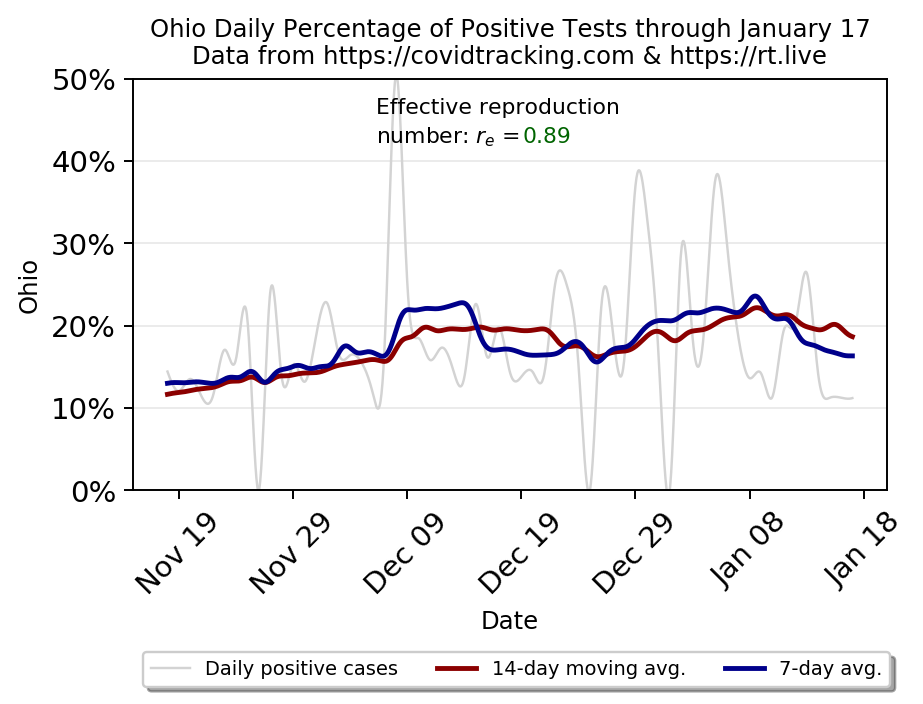 Ohio Daily Percentage of Positive Tests through January 17
Data from https://covidtracking.com & https://rt.live
Effective reproduction
number: rₑ =0.89
50%
40%
30%
20%
10%
0%
Ohio
Nov 19
Nov 29
Dec 09
Dec 19
Dec 29
Jan 08
Jan 18
Date
Daily positive cases
14-day moving avg.
7-day avg.